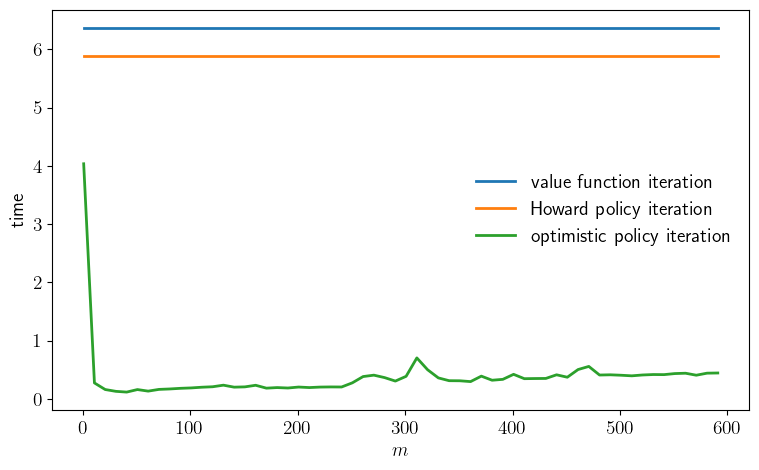 6
5
4
3
2
1
0
time
value function iteration
Howard policy iteration
optimistic policy iteration
0 100 200 300 400 500 600
m